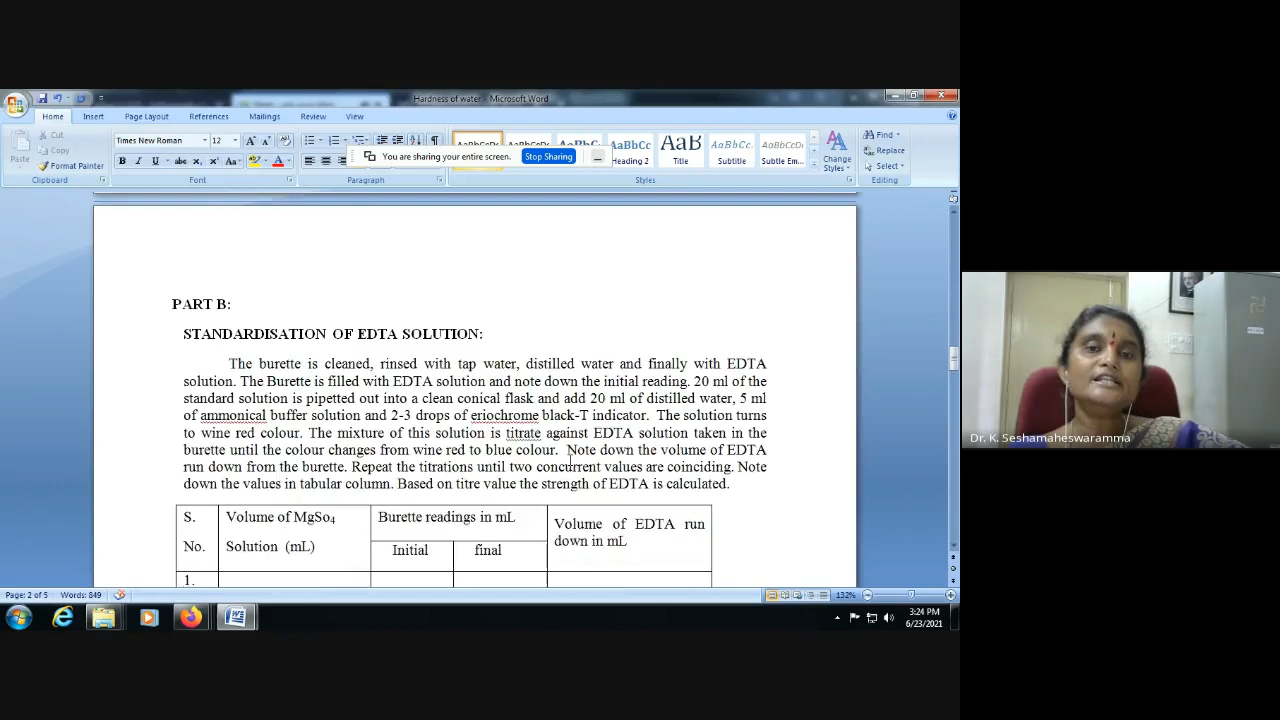 Hardness of water - Microsoft Word
Home Insert Page Layout References Mailings Review View
Cut
Copy
Format Painter
Paste
Clipboard
Times New Roman 12
Font
Paragraph
You are sharing your entire screen. Stop Sharing
Heading 2
Title
Subtitle
Subtle Em...
Change Styles
Styles
Find
Replace
Select
Editing
PART B:
STANDARDISATION OF EDTA SOLUTION:
The burette is cleaned, rinsed with tap water, distilled water and finally with EDTA
solution. The Burette is filled with EDTA solution and note down the initial reading. 20 ml of the
standard solution is pipetted out into a clean conical flask and add 20 ml of distilled water, 5 ml
of ammonical buffer solution and 2-3 drops of eriochrome black-T indicator. The solution turns
to wine red colour. The mixture of this solution is titrate against EDTA solution taken in the
burette until the colour changes from wine red to blue colour. Note down the volume of EDTA
run down from the burette. Repeat the titrations until two concurrent values are coinciding. Note
down the values in tabular column. Based on titre value the strength of EDTA is calculated.
S. No.
Volume of MgSo4 Solution (mL)
Burette readings in mL
Initial
final
Volume of EDTA run down in mL
1.
Page: 2 of 5 Words: 849
132%
3:24 PM
6/23/2021
Dr. K. Seshamaheswaramma